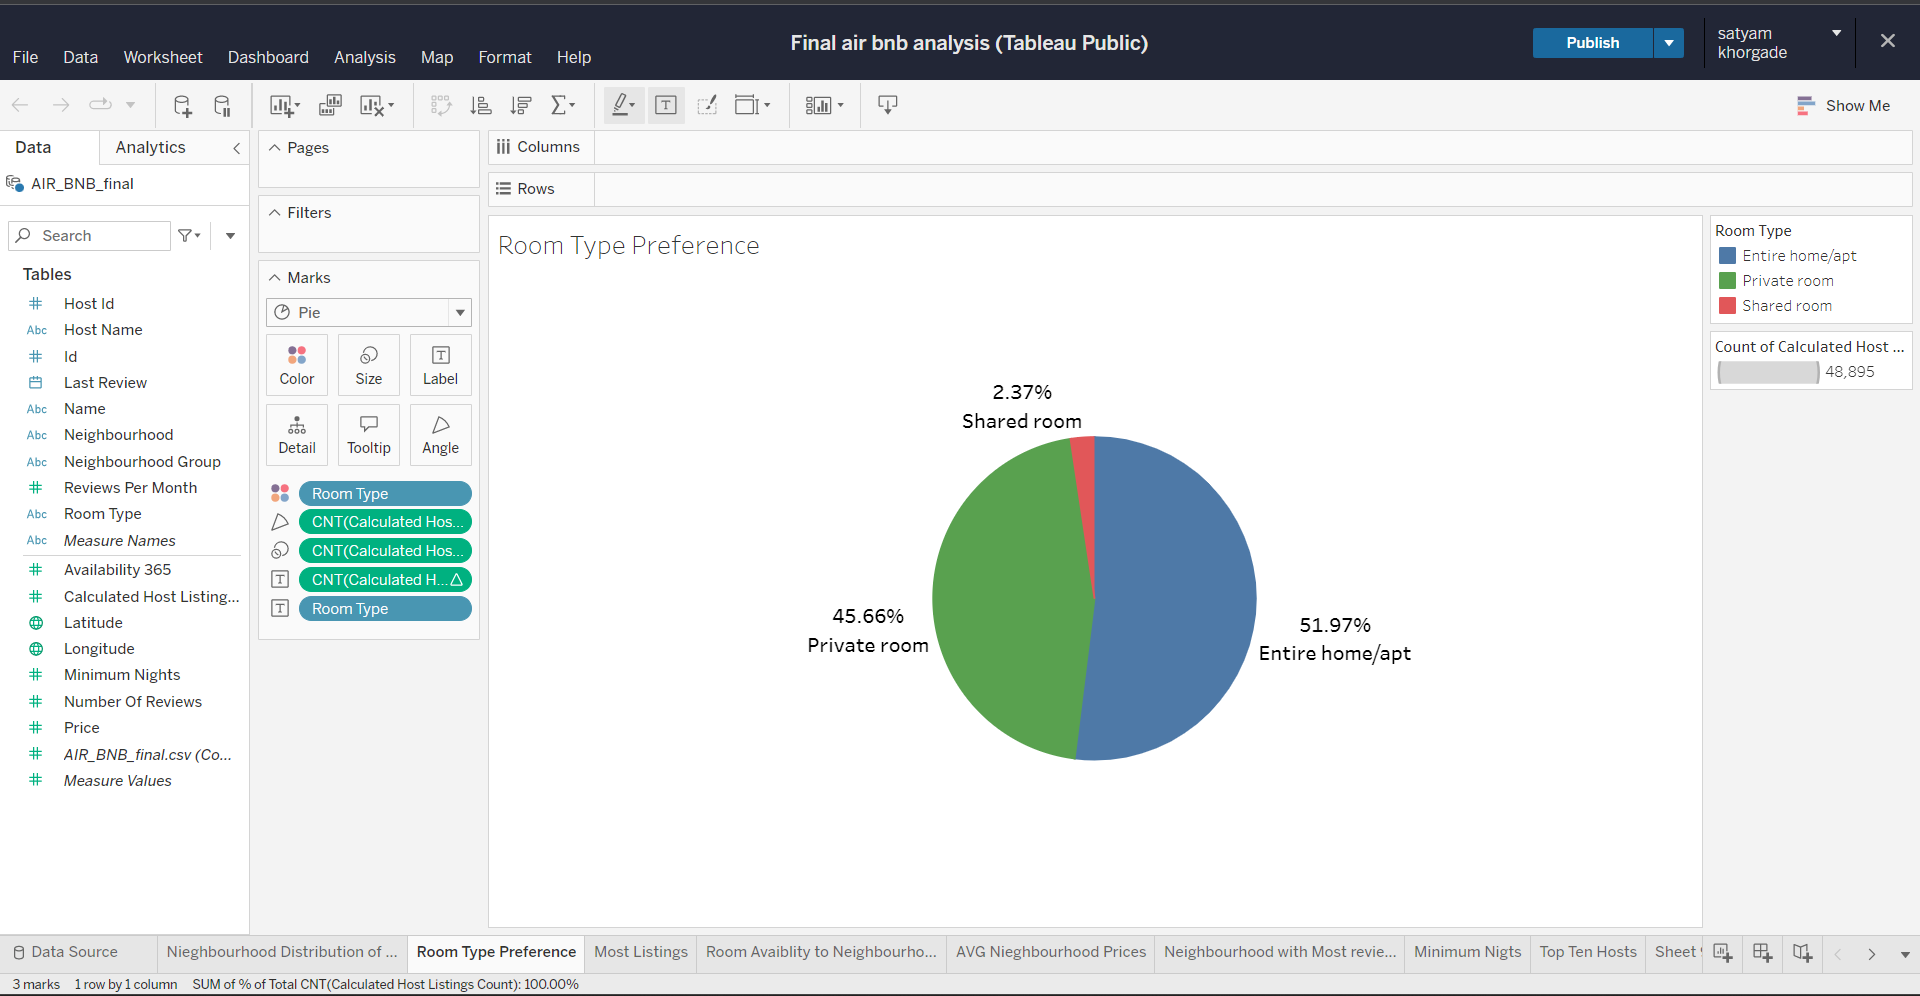 Final air bnb analysis (Tableau Public)
Publish
satyam
khorgade
File Data Worksheet Dashboard Analysis Map Format Help
Show Me
Data Analytics
AIR_BNB_final
Search
Tables
Host Id
Abc Host Name
Id
Last Review
Abc Name
Abc Neighbourhood
Abc Neighbourhood Group
Reviews Per Month
Abc Room Type
Abc Measure Names
Availability 365
Calculated Host Listing...
Latitude
Longitude
Minimum Nights
Number Of Reviews
Price
AIR_BNB_final.csv (Co...
Measure Values
Pages
Filters
Marks
Pie
Color Size Label
Detail Tooltip Angle
Room Type
CNT(Calculated Hos...
CNT(Calculated Hos...
CNT(Calculated H...
Room Type
Columns
Rows
Room Type Preference
2.37%
Shared room
45.66%
Private room
51.97%
Entire home/apt
Room Type
Entire home/apt
Private room
Shared room
Count of Calculated Host ...
48,895
Data Source Nieghbourhood Distribution of ... Room Type Preference Most Listings Room Avaiblity to Neighbourho... AVG Nieghbourhood Prices Neighbourhood with Most revie... Minimum Nigts Top Ten Hosts Sheet
3 marks 1 row by 1 column SUM of % of Total CNT(Calculated Host Listings Count): 100.00%